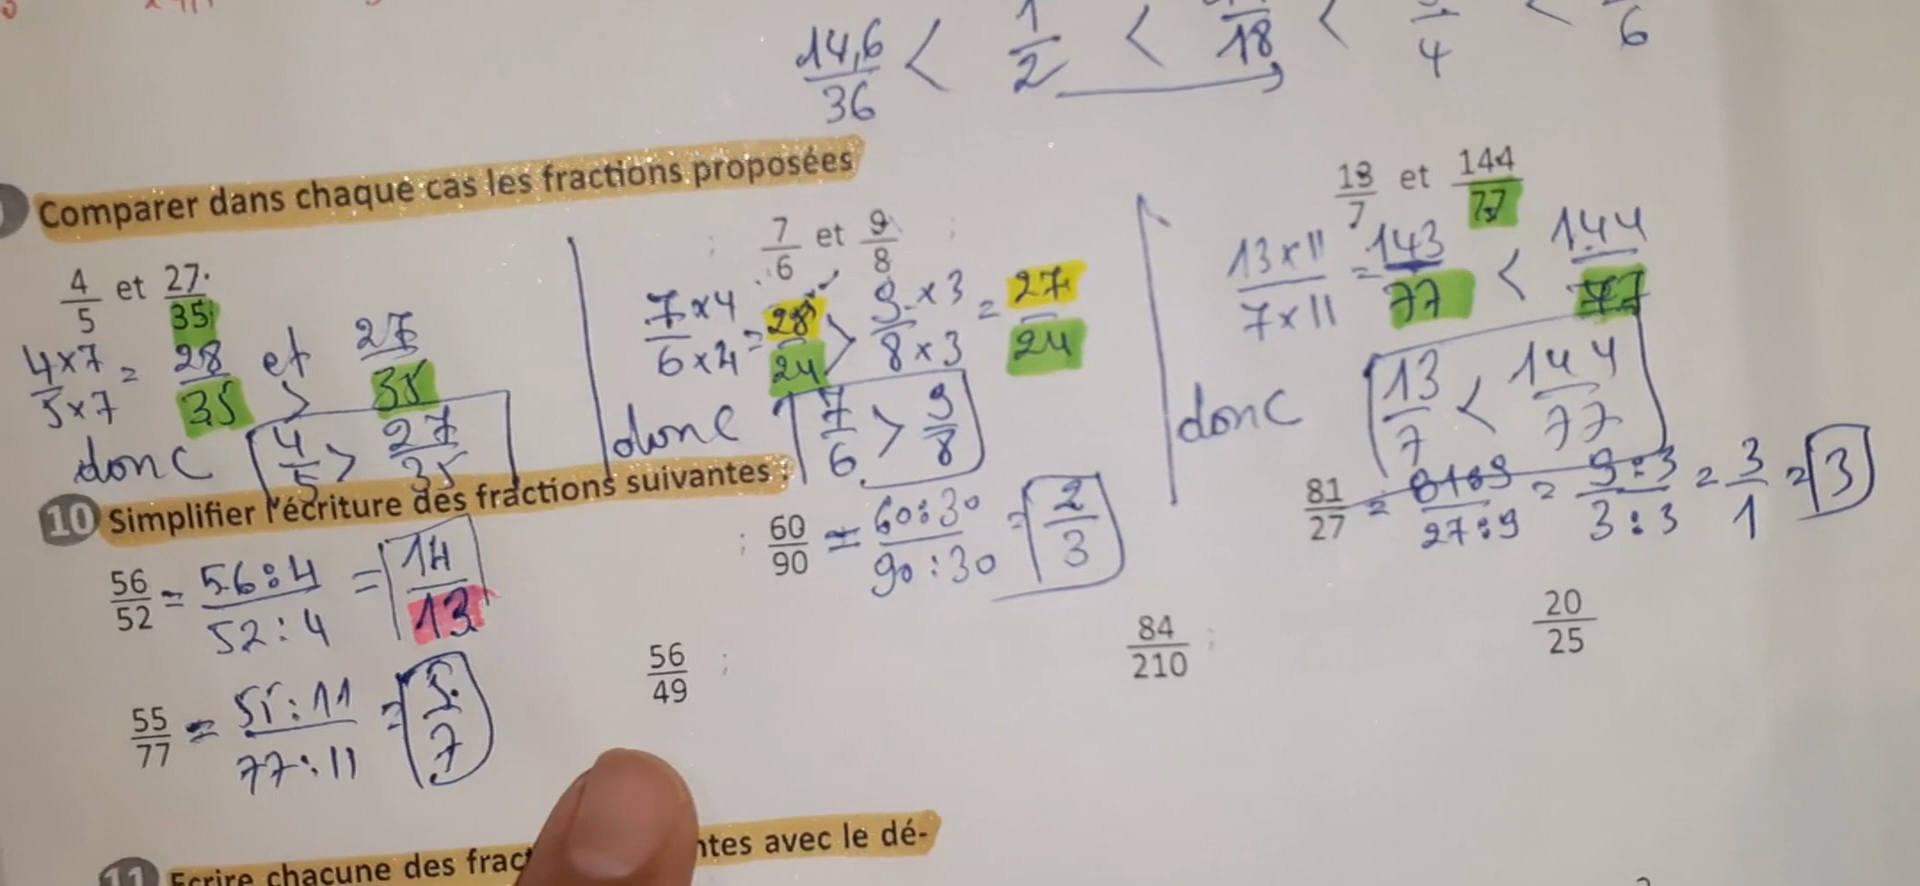 14,6/36 < 1/2 < /18 < /4 < /6
Comparer dans chaque cas les fractions proposées
4/5 et 27/35 ; 7/6 et 9/8 ; 13/7 et 144/77
4×7/5×7 = 28/35 et 27/35
>
donc 4/5 > 27/35
7×4/6×4 = 28/24 > 9×3/8×3 = 27/24
donc 7/6 > 9/8
13×11/7×11 = 143/77 < 144/77
donc 13/7 < 144/77
10 Simplifier l'écriture des fractions suivantes :
56/52 = 56:4/52:4 = 14/13 ; 60/90 = 60:30/90:30 = 2/3
81/27 = 81:9/27:9 = 9:3/3:3 = 3/1 = 3
55/77 = 55:11/77:11 = 5/7
56/49 ; 84/210 ; 20/25
11 Ecrire chacune des fract ntes avec le dé-